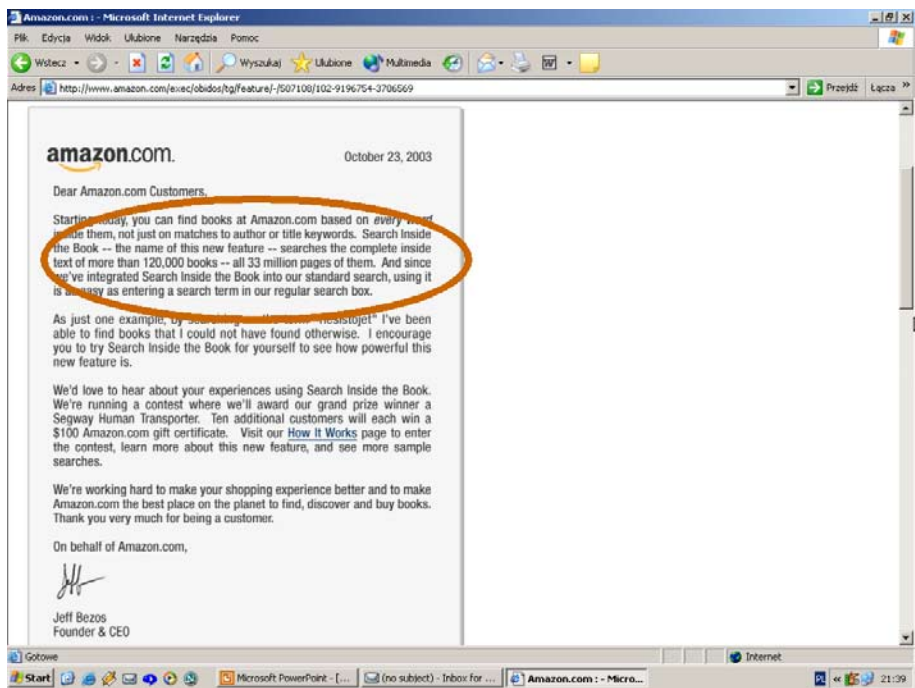 Amazon.com : - Microsoft Internet Explorer
Plik Edycja Widok Ulubione Narzędzia Pomoc
Wstecz Wyszukaj Ulubione Multimedia
Adres http://www.amazon.com/exec/obidos/tg/feature/-/507108/102-9196754-3706569 Przejdź Łącza »
amazon.com. October 23, 2003
Dear Amazon.com Customers,
Starting today, you can find books at Amazon.com based on every word
inside them, not just on matches to author or title keywords. Search Inside
the Book -- the name of this new feature -- searches the complete inside
text of more than 120,000 books -- all 33 million pages of them. And since
we've integrated Search Inside the Book into our standard search, using it
is as easy as entering a search term in our regular search box.
As just one example, by searching on the term "resistojet" I've been
able to find books that I could not have found otherwise. I encourage
you to try Search Inside the Book for yourself to see how powerful this
new feature is.
We'd love to hear about your experiences using Search Inside the Book.
We're running a contest where we'll award our grand prize winner a
Segway Human Transporter. Ten additional customers will each win a
$100 Amazon.com gift certificate. Visit our How It Works page to enter
the contest, learn more about this new feature, and see more sample
searches.
We're working hard to make your shopping experience better and to make
Amazon.com the best place on the planet to find, discover and buy books.
Thank you very much for being a customer.
On behalf of Amazon.com,
Jeff
Jeff Bezos
Founder & CEO
Gotowe Internet
Start Microsoft PowerPoint - [... (no subject) - Inbox for ... Amazon.com : - Micro... PL « 21:39